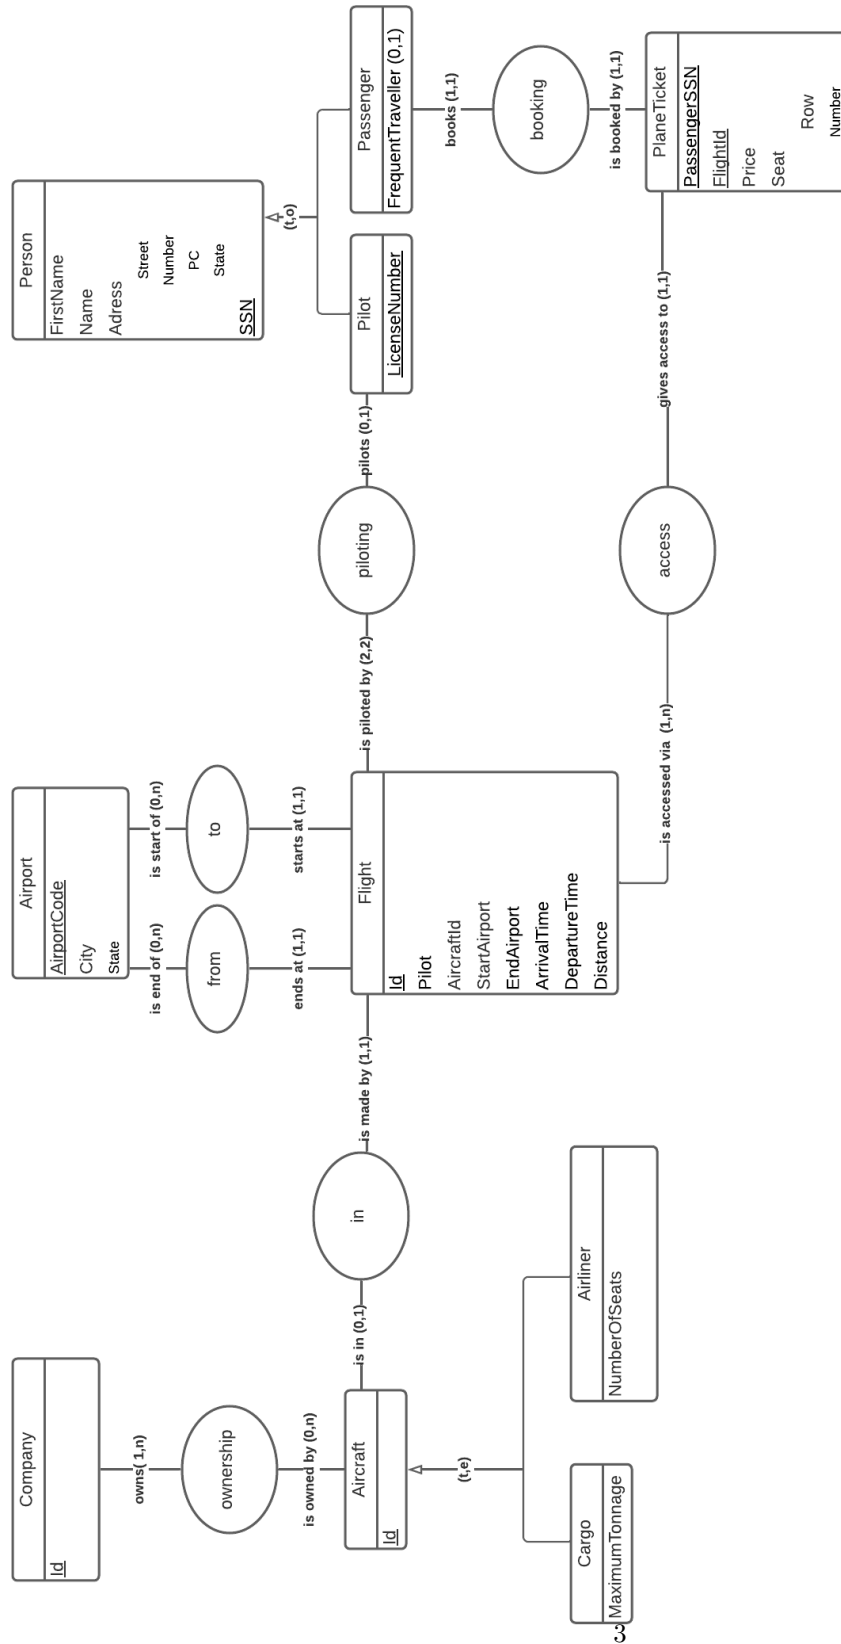 Company
Id
owns( 1,n)
ownership
is owned by (0,n)
Aircraft
Id
(t,e)
Cargo
MaximumTonnage
Airliner
NumberOfSeats
is in (0,1)
in
is made by (1,1)
Airport
AirportCode
City
State
is end of (0,n)
from
ends at (1,1)
is start of (0,n)
to
starts at (1,1)
Flight
Id
Pilot
AircraftId
StartAirport
EndAirport
ArrivalTime
DepartureTime
Distance
is piloted by (2,2)
piloting
pilots (0,1)
is accessed via (1,n)
access
gives access to (1,1)
Person
FirstName
Name
Adress
Street
Number
PC
State
SSN
(t,o)
Pilot
LicenseNumber
Passenger
FrequentTraveller (0,1)
books (1,1)
booking
is booked by (1,1)
PlaneTicket
PassengerSSN
FlightId
Price
Seat
Row
Number
3